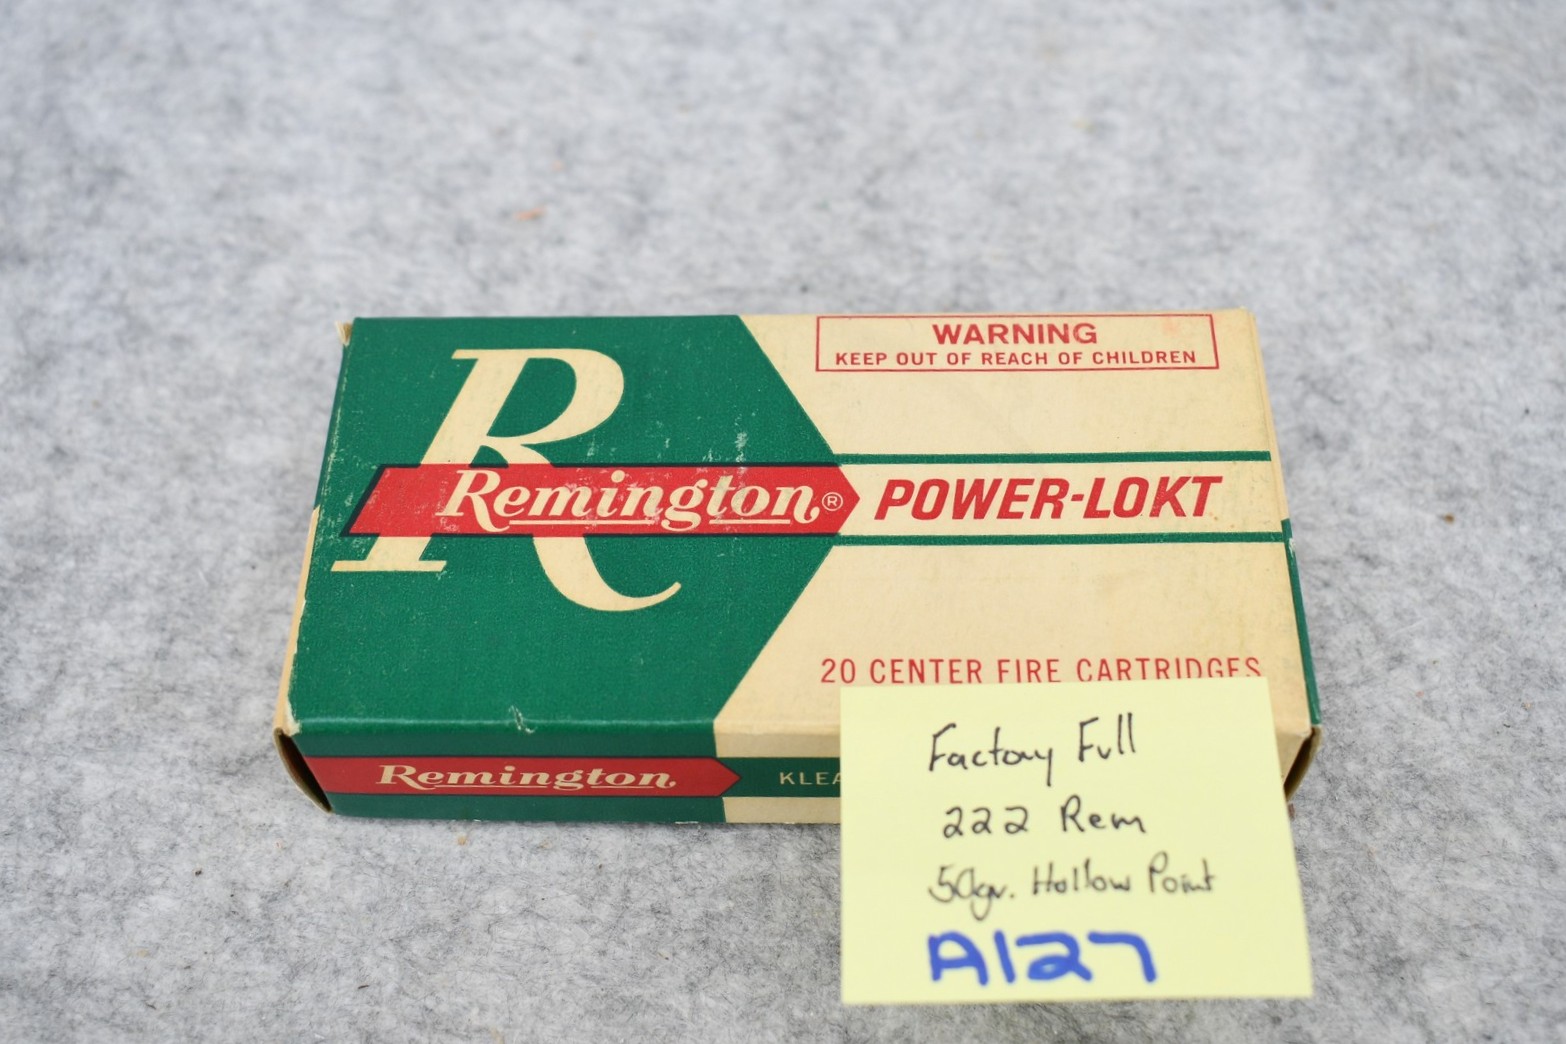 WARNING
KEEP OUT OF REACH OF CHILDREN
R
Remington® POWER-LOKT
20 CENTER FIRE CARTRIDGES
Remington KLEA
Factory Full
222 Rem
50gr. Hollow Point
A127